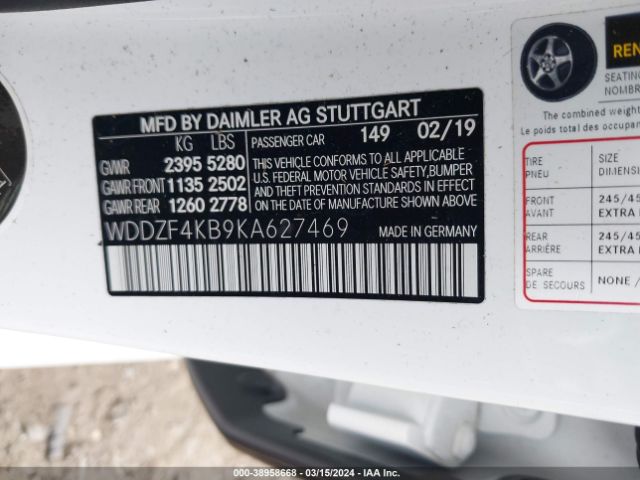 MFD BY DAIMLER AG STUTTGART
KG LBS
PASSENGER CAR 149 02/19
GVWR 2395 5280
GAWR FRONT 1135 2502
GAWR REAR 1260 2778
THIS VEHICLE CONFORMS TO ALL APPLICABLE
U.S. FEDERAL MOTOR VEHICLE SAFETY,BUMPER
AND THEFT PREVENTION STANDARDS IN EFFECT
ON DATE OF MANUFACTURE SHOWN ABOVE
WDDZF4KB9KA627469 MADE IN GERMANY
SEATING
NOMBR
The combined weight
Le poids total des occupa
TIRE SIZE
PNEU DIMENSI
FRONT 245/45
AVANT EXTRA
REAR 245/45
ARRIÈRE EXTRA
SPARE NONE /
DE SECOURS
000-38958668 - 03/15/2024 - IAA Inc.